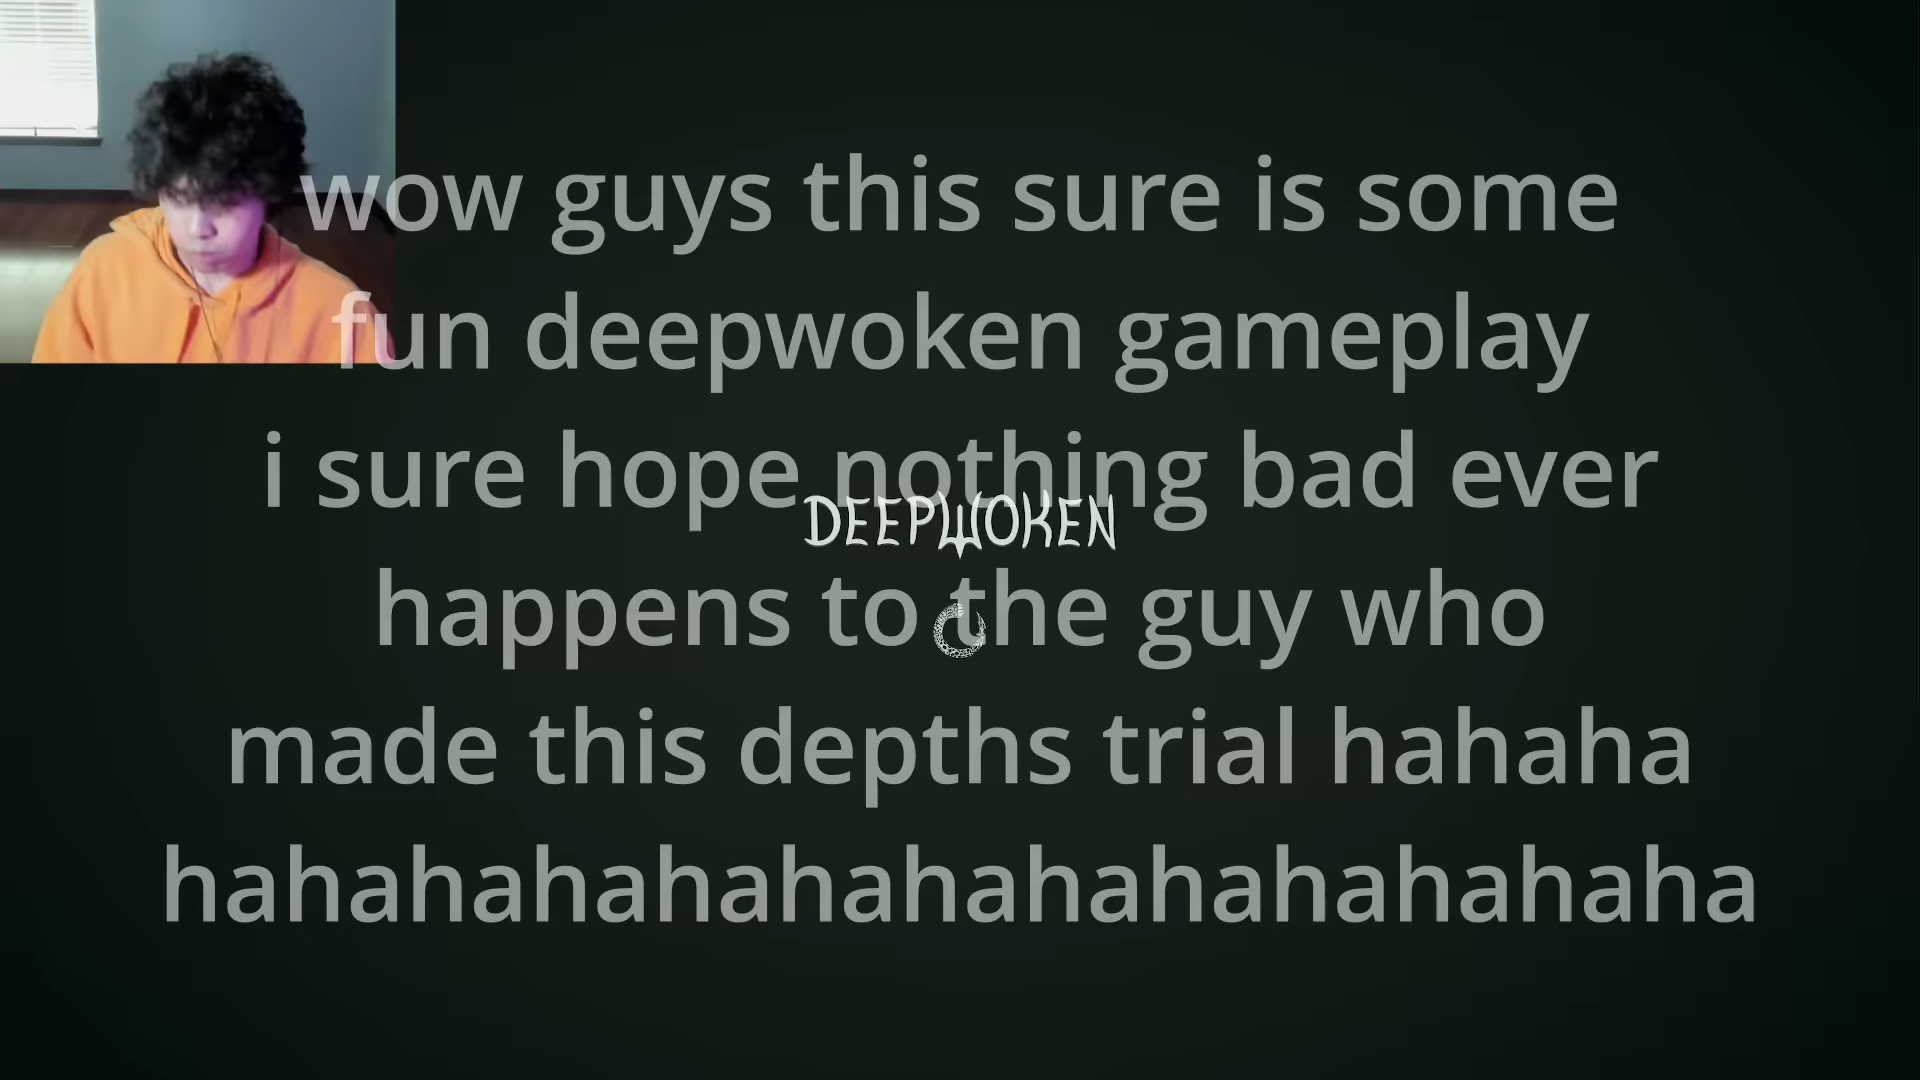 wow guys this sure is some
fun deepwoken gameplay
i sure hope nothing bad ever
DEEPWOKEN
happens to the guy who
made this depths trial hahaha
hahahahahahahahahahahahaha